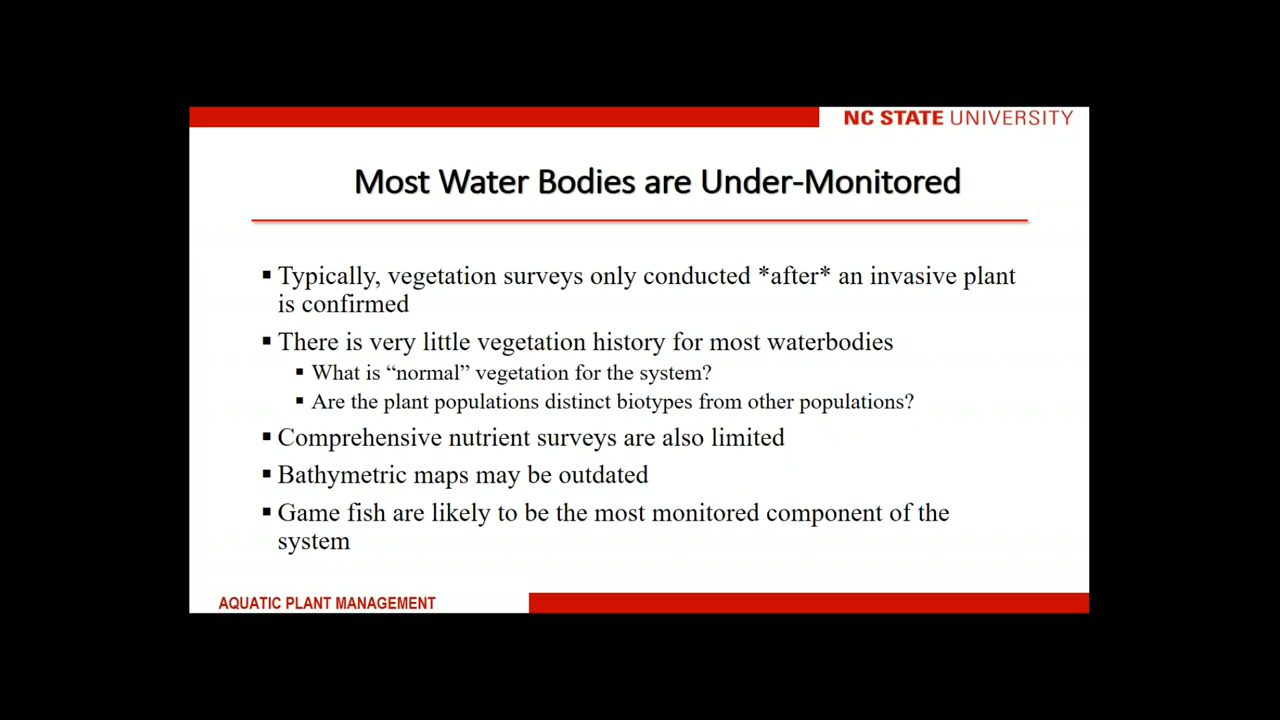 NC STATE UNIVERSITY
Most Water Bodies are Under-Monitored
▪ Typically, vegetation surveys only conducted *after* an invasive plant
is confirmed
▪ There is very little vegetation history for most waterbodies
▪ What is “normal” vegetation for the system?
▪ Are the plant populations distinct biotypes from other populations?
▪ Comprehensive nutrient surveys are also limited
▪ Bathymetric maps may be outdated
▪ Game fish are likely to be the most monitored component of the
system
AQUATIC PLANT MANAGEMENT